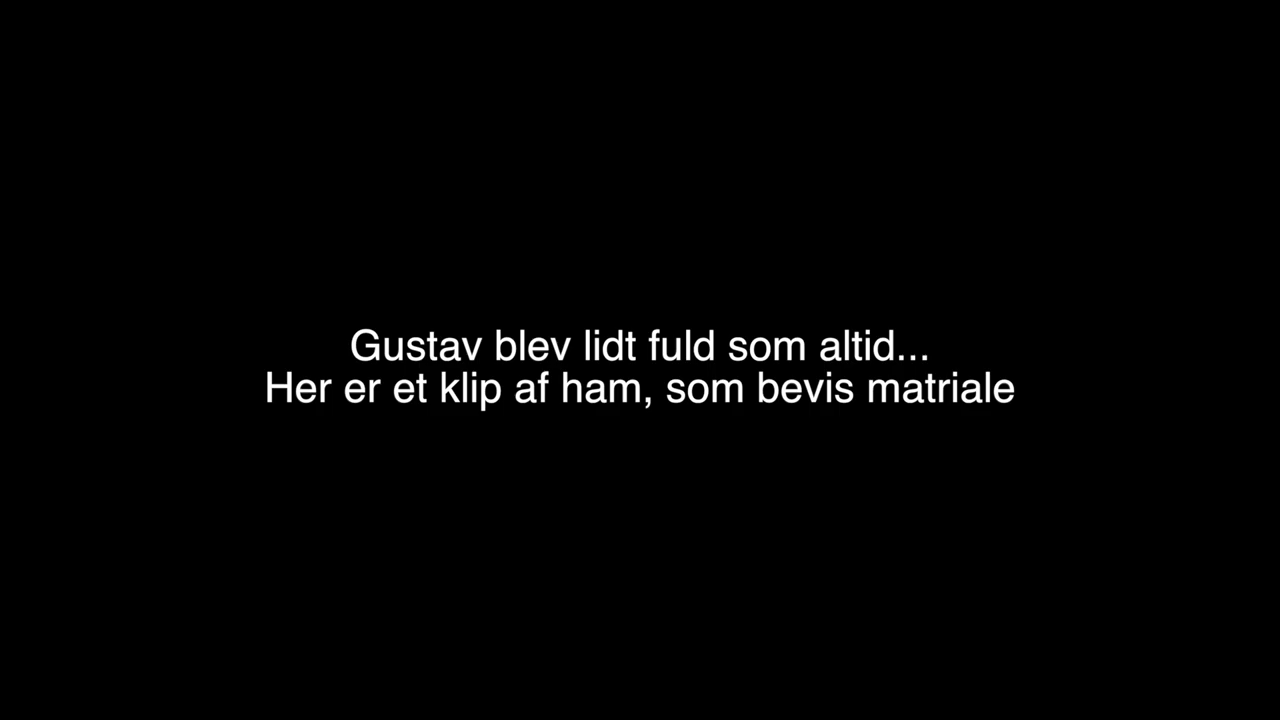 Gustav blev lidt fuld som altid...
Her er et klip af ham, som bevis matriale